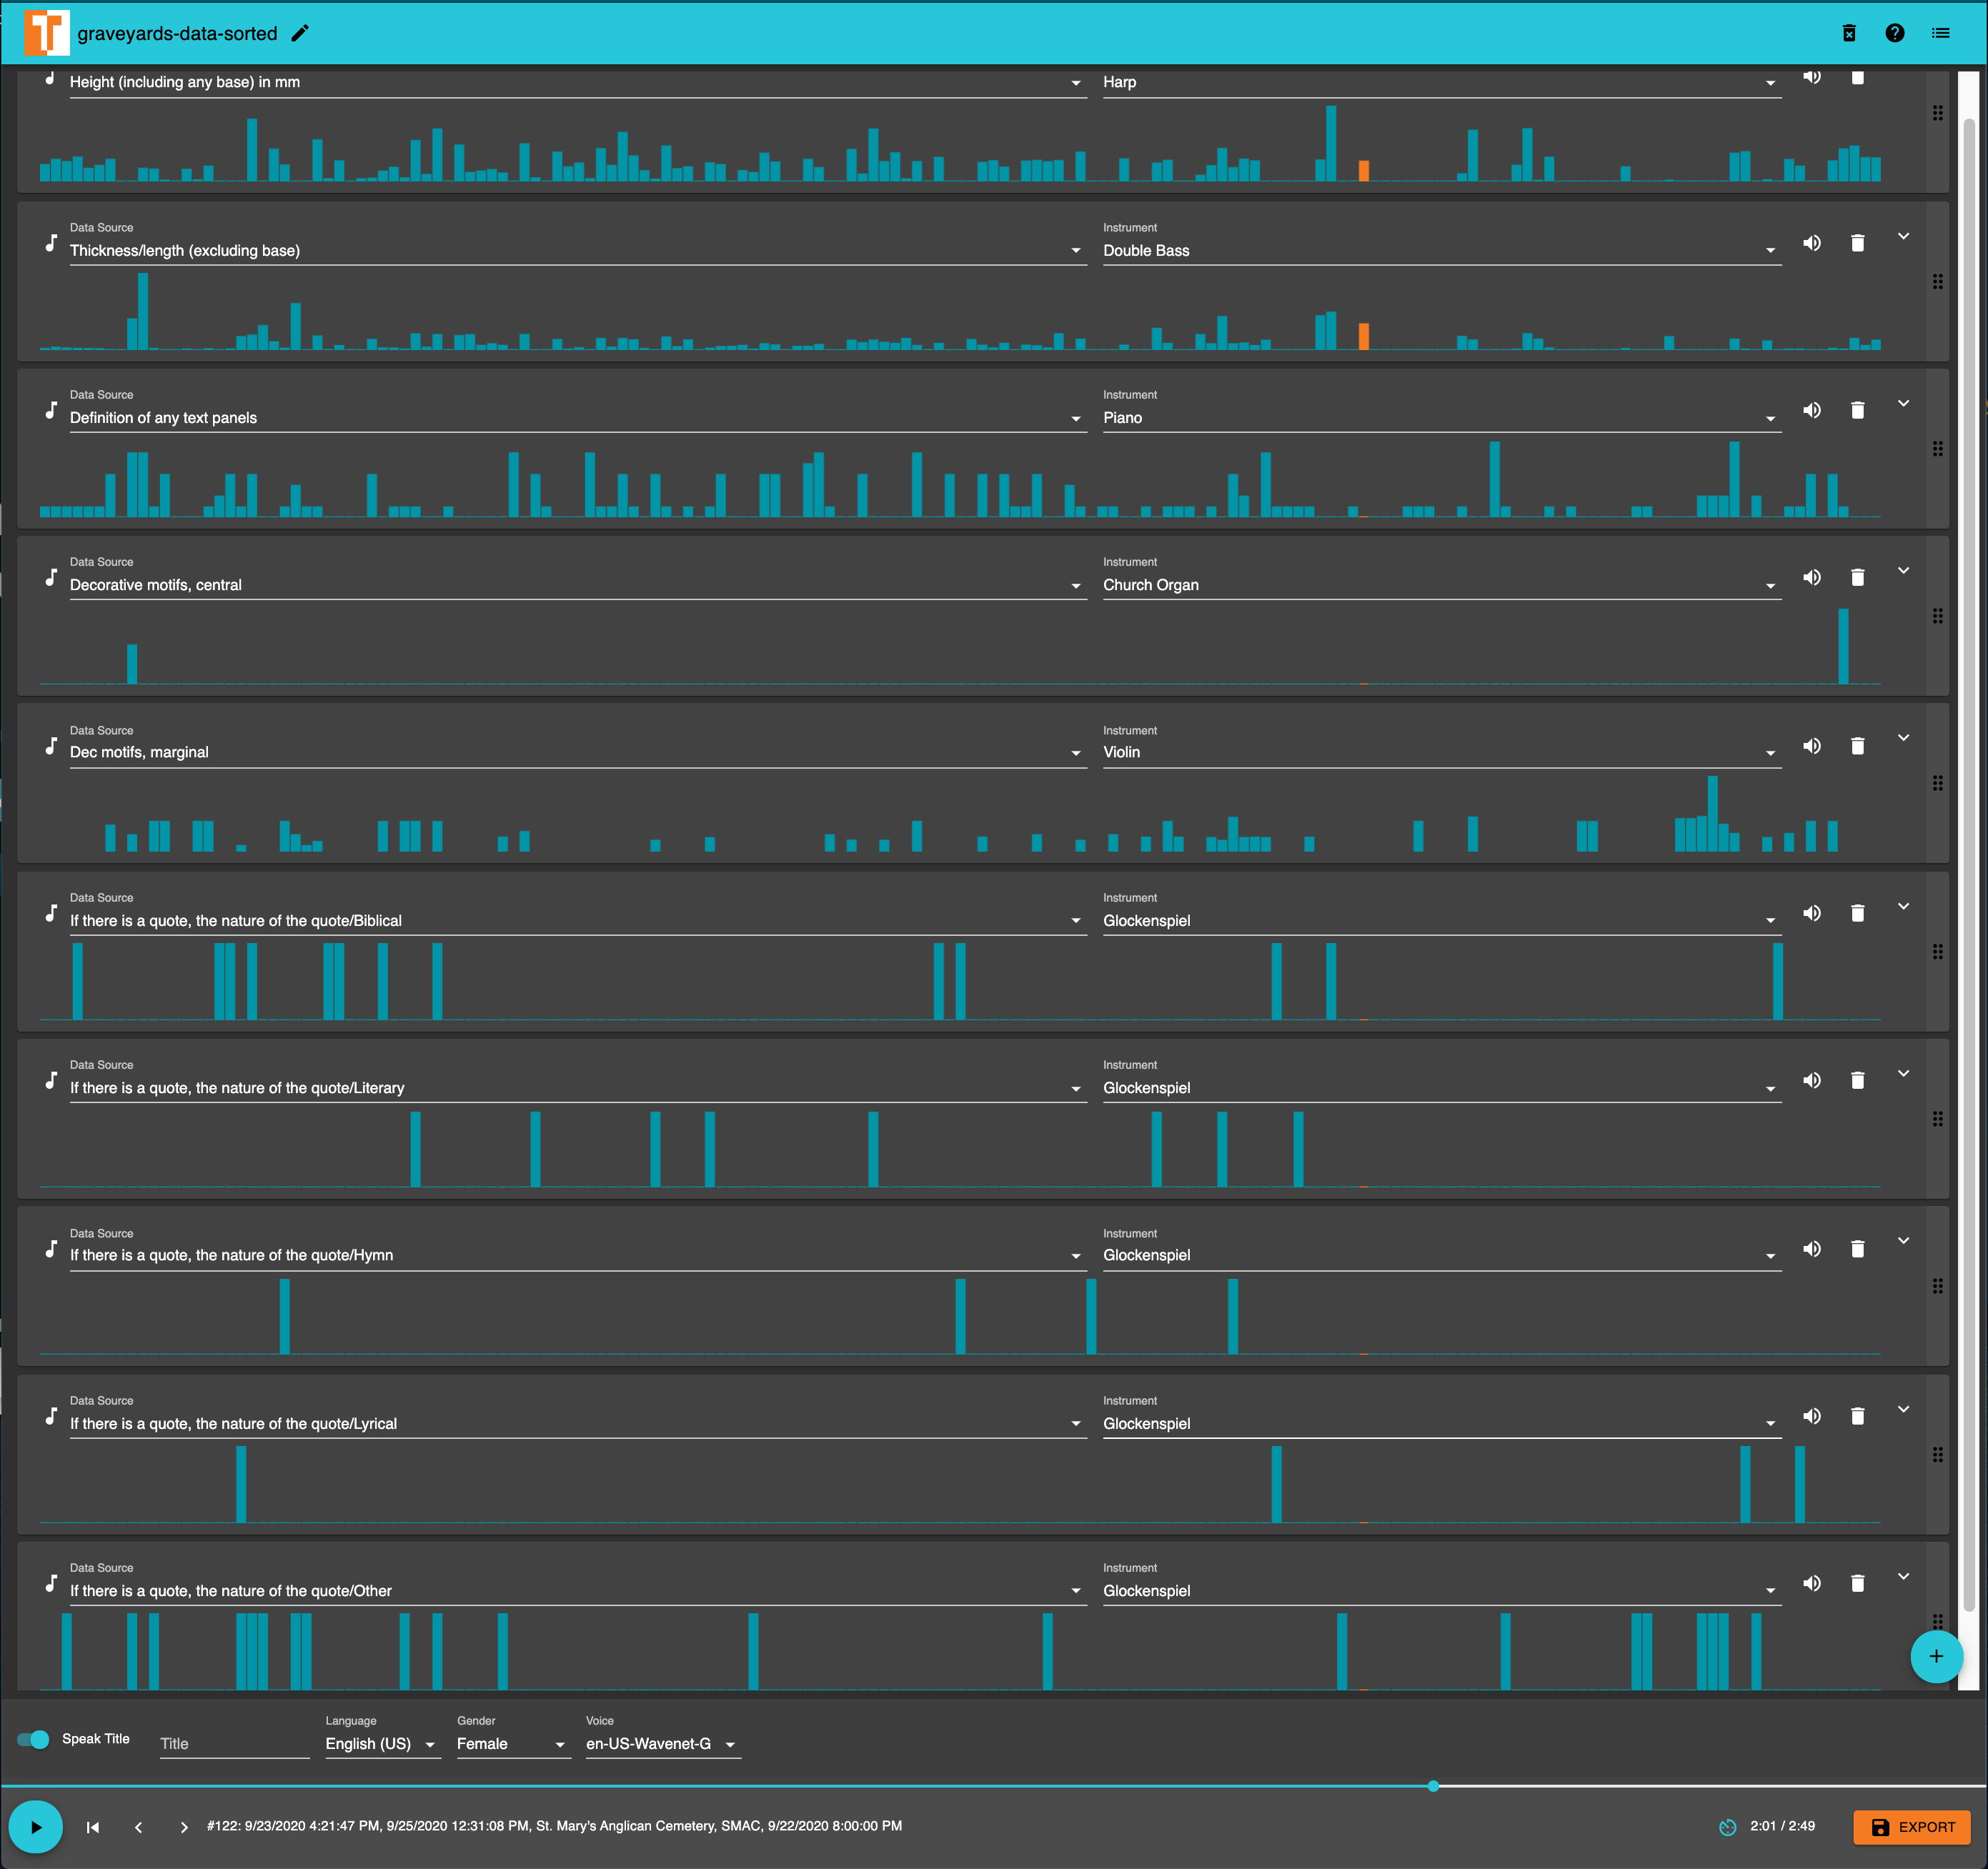 T graveyards-data-sorted
Height (including any base) in mm Harp
Data Source Instrument
Thickness/length (excluding base) Double Bass
Data Source Instrument
Definition of any text panels Piano
Data Source Instrument
Decorative motifs, central Church Organ
Data Source Instrument
Dec motifs, marginal Violin
Data Source Instrument
If there is a quote, the nature of the quote/Biblical Glockenspiel
Data Source Instrument
If there is a quote, the nature of the quote/Literary Glockenspiel
Data Source Instrument
If there is a quote, the nature of the quote/Hymn Glockenspiel
Data Source Instrument
If there is a quote, the nature of the quote/Lyrical Glockenspiel
Data Source Instrument
If there is a quote, the nature of the quote/Other Glockenspiel
Language Gender Voice
Speak Title Title English (US) Female en-US-Wavenet-G
#122: 9/23/2020 4:21:47 PM, 9/25/2020 12:31:08 PM, St. Mary's Anglican Cemetery, SMAC, 9/22/2020 8:00:00 PM 2:01 / 2:49 EXPORT